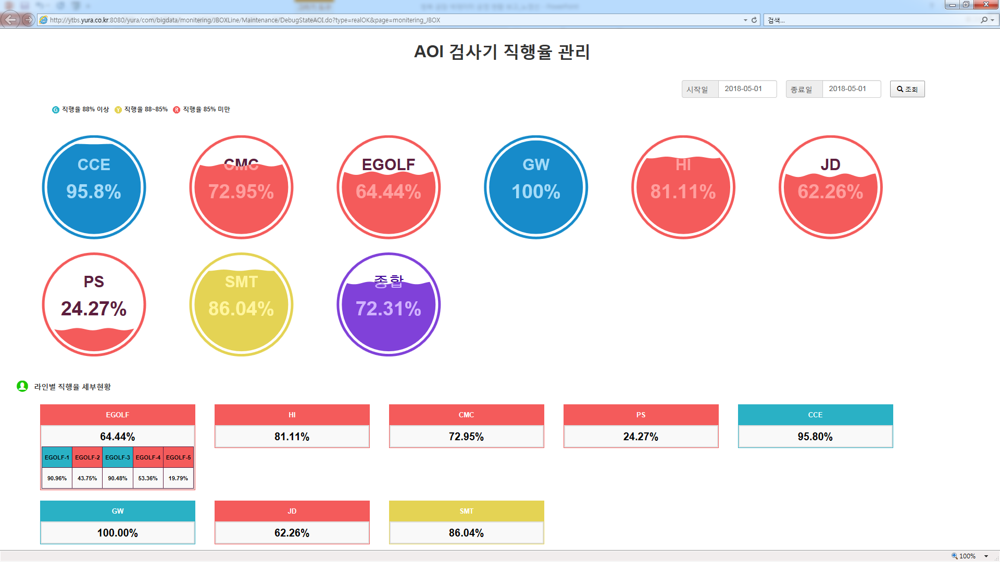 http://ytbs.yura.co.kr:8080/yura/com/bigdata/monitering/JBOXLine/Maintenance/DebugStateAOI.do?type=realOK&page=monitering_JBOX
검색...
AOI 검사기 직행율 관리
시작일 2018-05-01 종료일 2018-05-01 조회
G 직행율 88% 이상 Y 직행율 88~85% R 직행율 85% 미만
CCE CMC EGOLF GW HI JD
95.8% 72.95% 64.44% 100% 81.11% 62.26%
PS SMT 종합
24.27% 86.04% 72.31%
라인별 직행율 세부현황
EGOLF HI CMC PS CCE
64.44% 81.11% 72.95% 24.27% 95.80%
EGOLF-1 EGOLF-2 EGOLF-3 EGOLF-4 EGOLF-5
90.96% 43.75% 90.48% 53.36% 19.79%
GW JD SMT
100.00% 62.26% 86.04%
100%